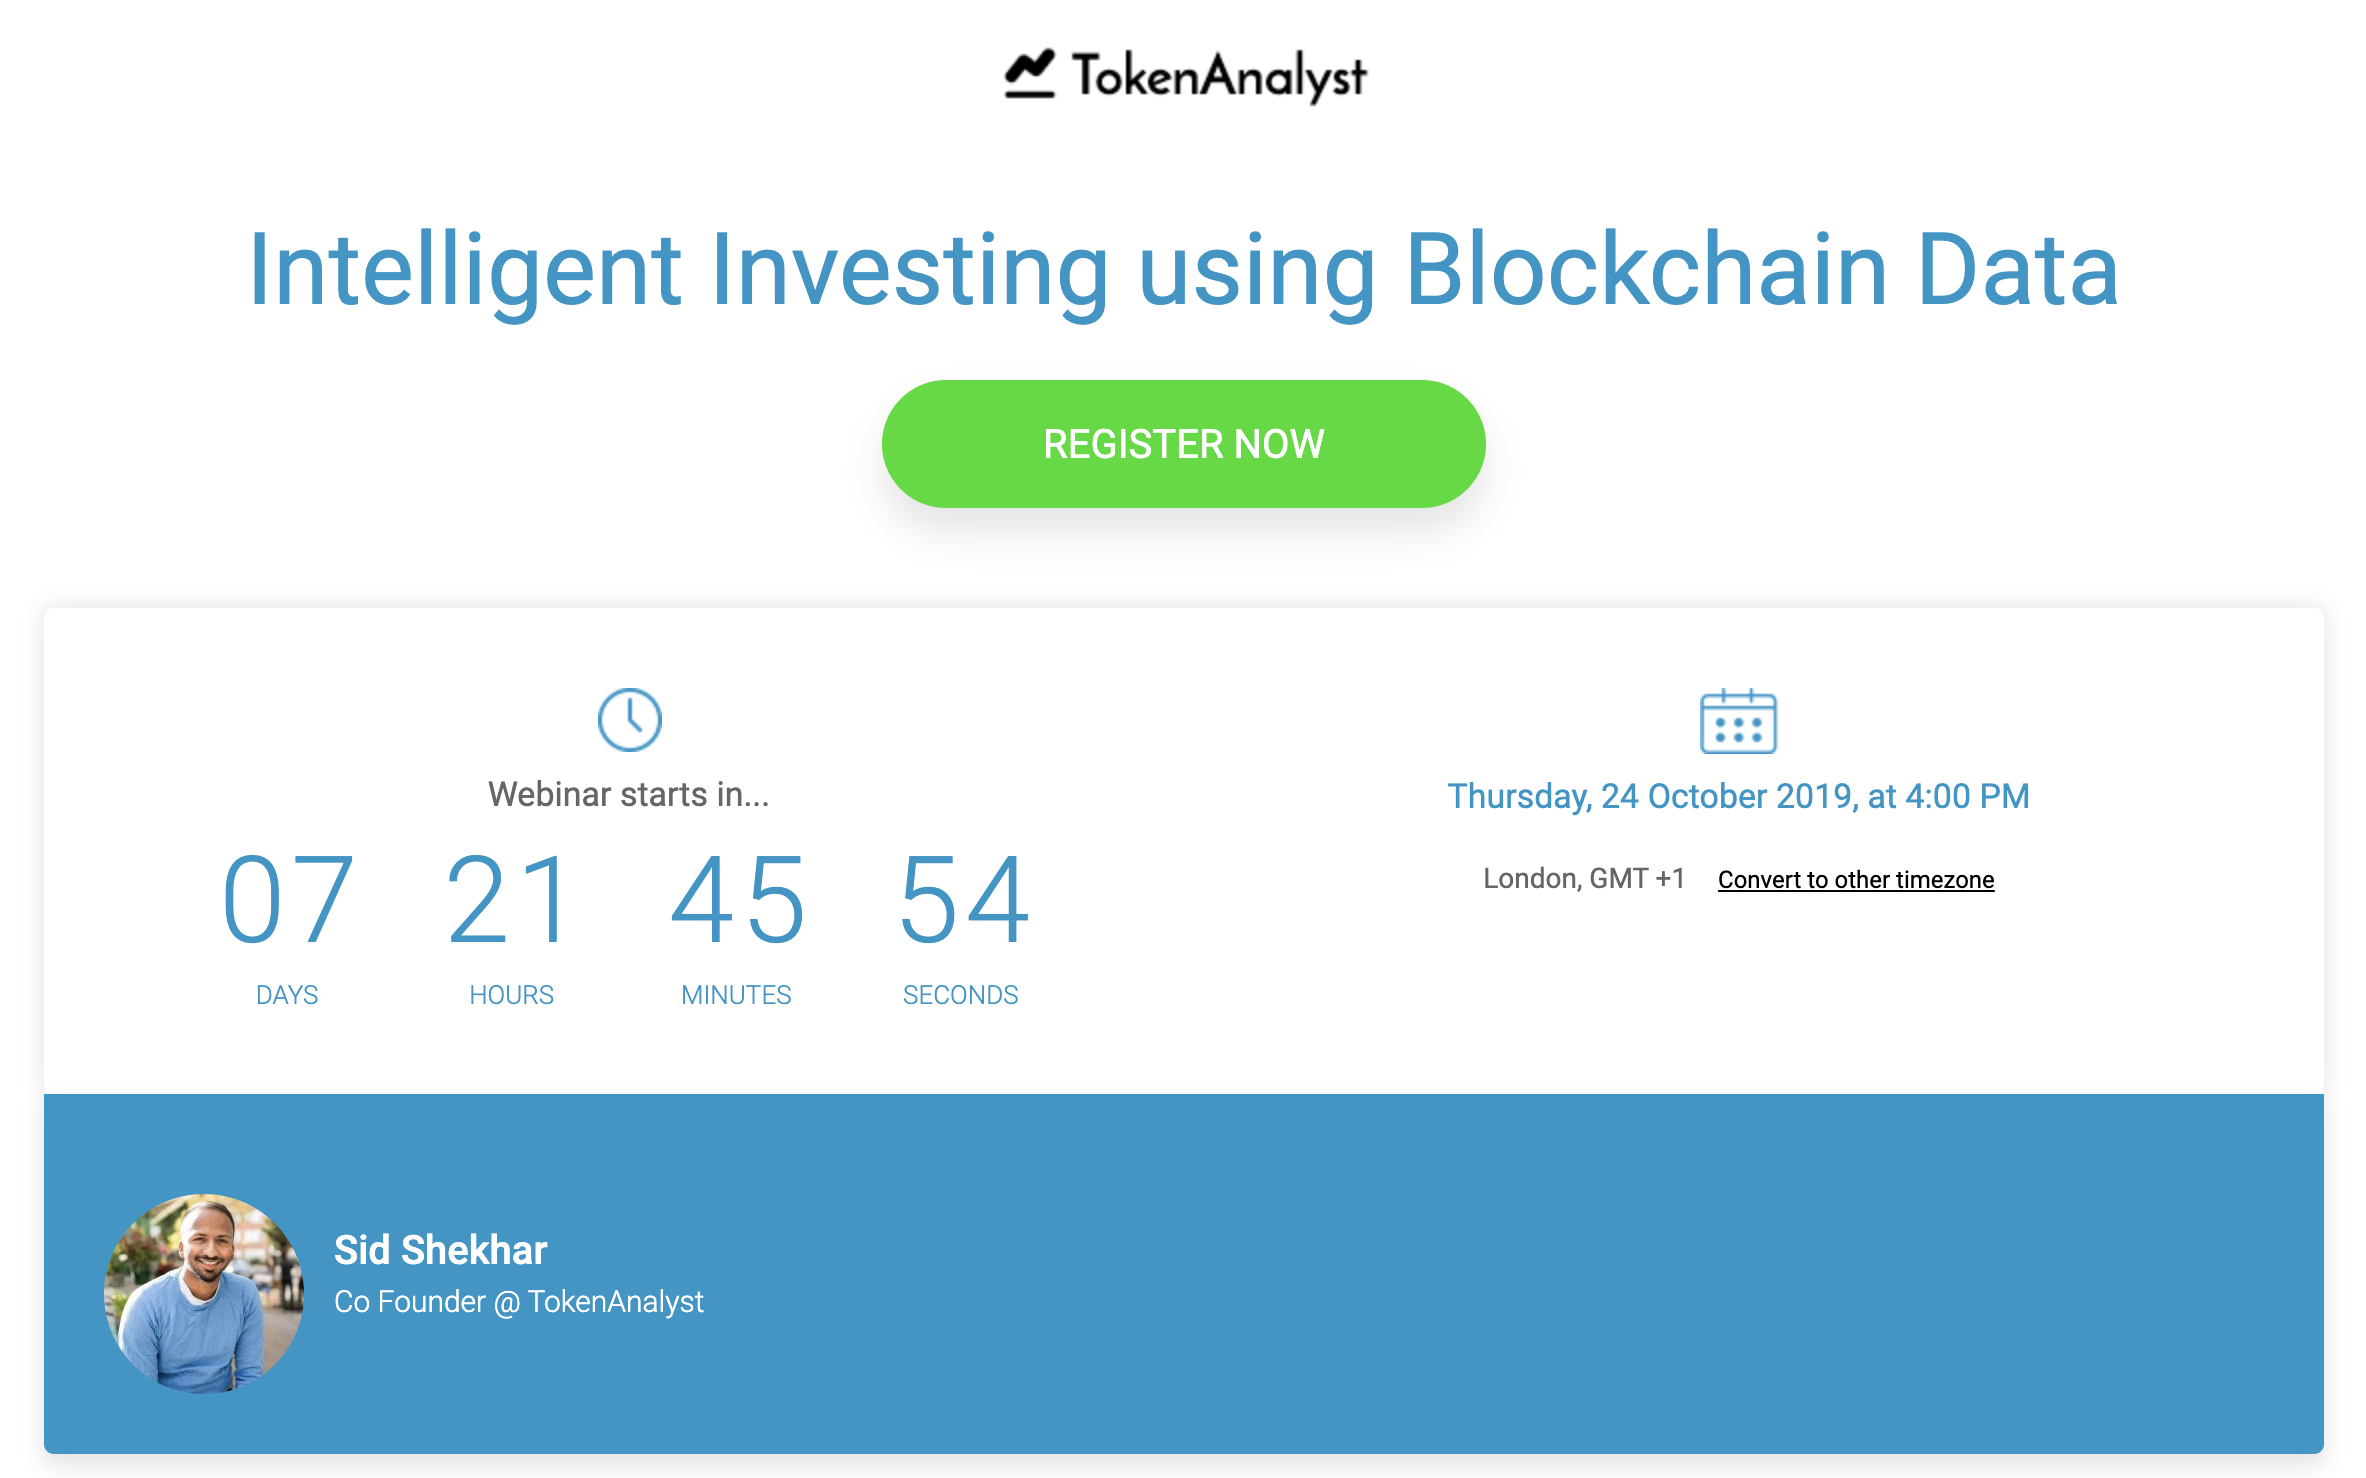 TokenAnalyst
Intelligent Investing using Blockchain Data
REGISTER NOW
Webinar starts in...
07 21 45 54
DAYS HOURS MINUTES SECONDS
Thursday, 24 October 2019, at 4:00 PM
London, GMT +1 Convert to other timezone
Sid Shekhar
Co Founder @ TokenAnalyst